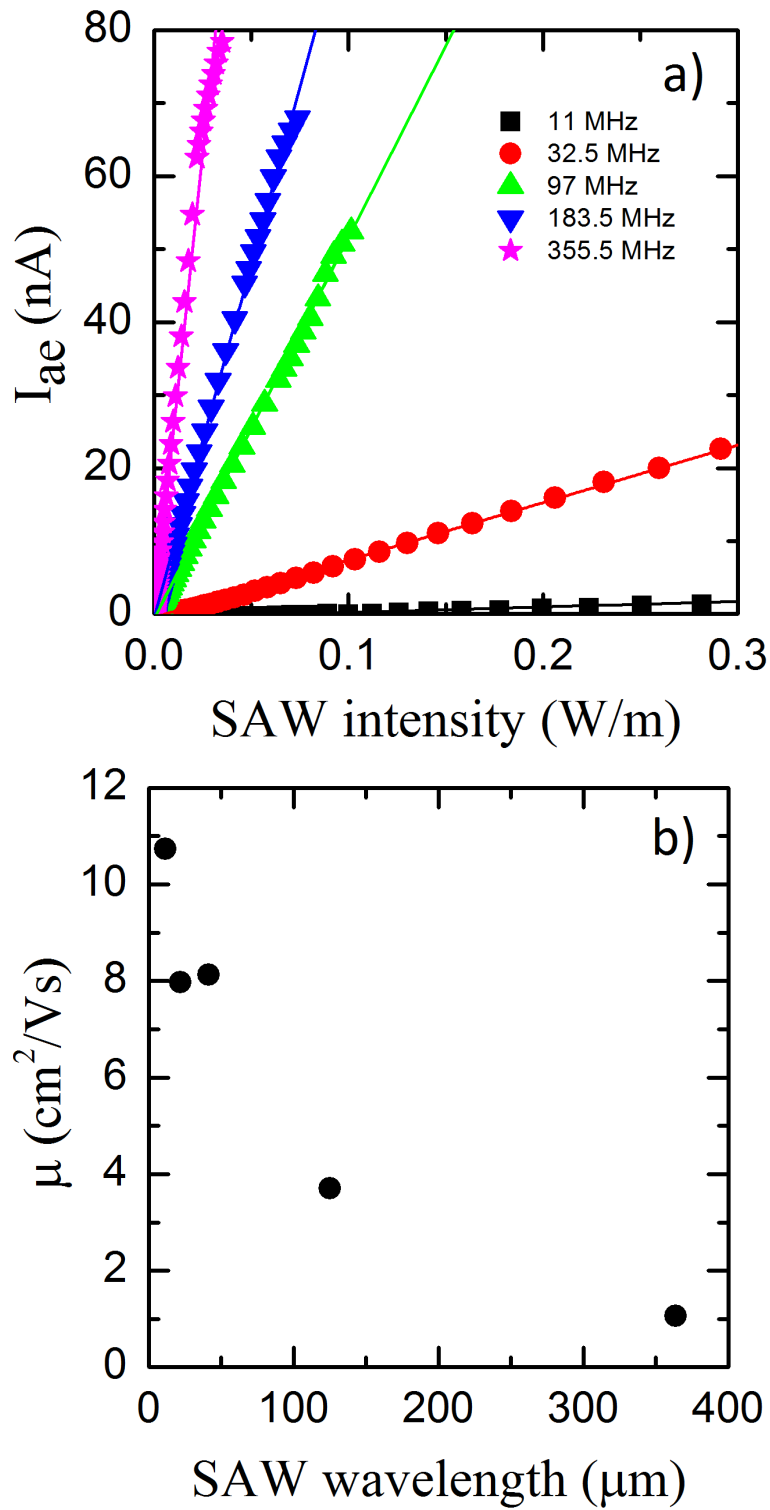 80
60
40
20
0
I_ae (nA)
a)
11 MHz
32.5 MHz
97 MHz
183.5 MHz
355.5 MHz
0.0 0.1 0.2 0.3
SAW intensity (W/m)
12
10
8
6
4
2
0
μ (cm²/Vs)
b)
0 100 200 300 400
SAW wavelength (μm)